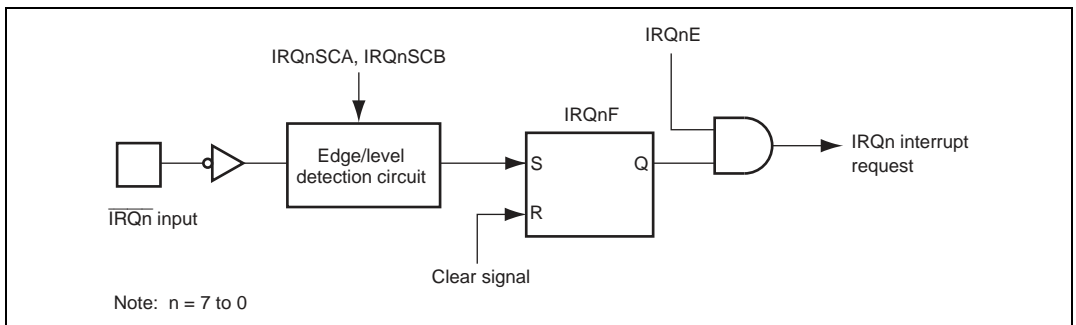 IRQnE
IRQnSCA, IRQnSCB
IRQnF
Edge/level
detection circuit
S
Q
R
IRQn interrupt
request
IRQn input
Clear signal
Note: n = 7 to 0